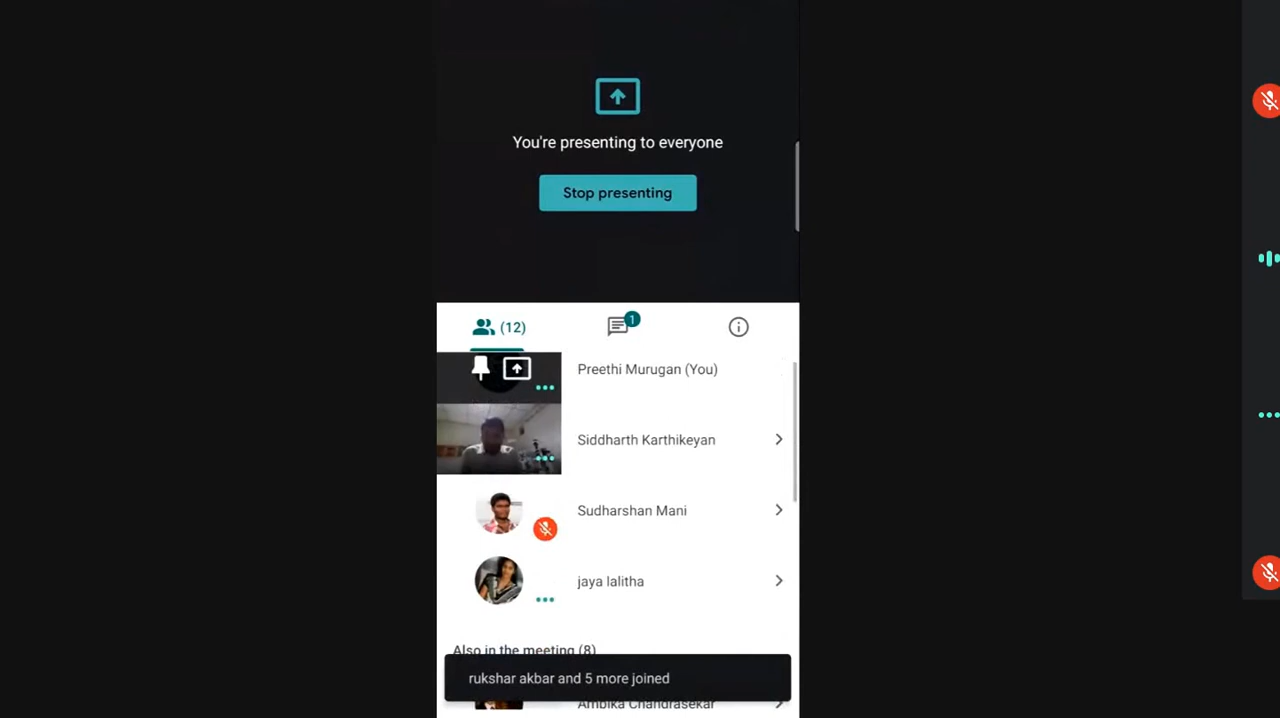 You're presenting to everyone
Stop presenting
(12)
1
Preethi Murugan (You)
Siddharth Karthikeyan
Sudharshan Mani
jaya lalitha
Also in the meeting (8)
rukshar akbar and 5 more joined
Ambika Chandrasekar